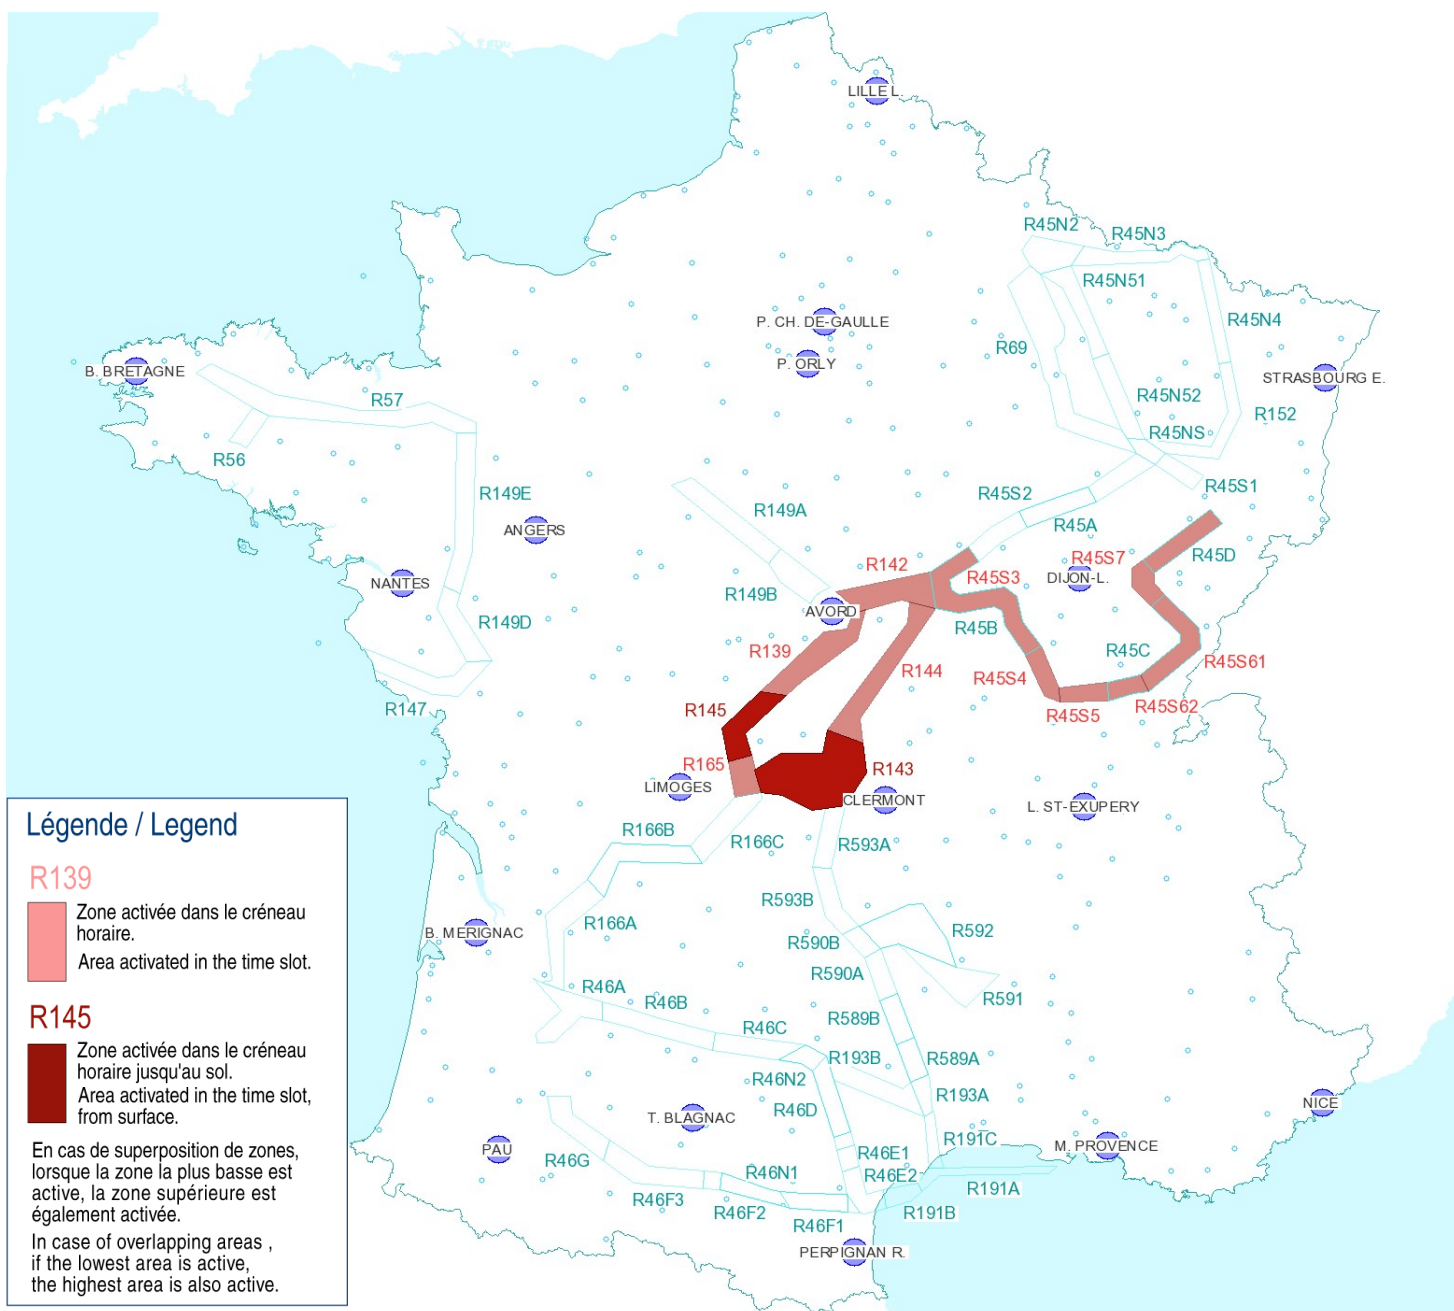 LILLE L.
R45N2
R45N3
R45N51
P. CH. DE-GAULLE
R45N4
R69
P. ORLY
B. BRETAGNE
STRASBOURG E.
R57
R45N52
R152
R45NS
R56
R149E
R45S2
R45S1
R149A
R45A
ANGERS
R45S7
R45D
R142
R45S3
DIJON-L.
NANTES
R149B
AVORD
R149D
R45B
R139
R45C
R45S61
R144
R45S4
R147
R145
R45S5
R45S62
R165
R143
LIMOGES
CLERMONT
L. ST-EXUPERY
R166B
R166C
R593A
R593B
R166A
B. MERIGNAC
R590B
R592
R590A
R46A
R46B
R591
R46C
R589B
R193B
R589A
R46N2
R193A
R46D
NICE
T. BLAGNAC
R191C
PAU
M. PROVENCE
R46G
R46E1
R46N1
R46E2
R191A
R46F3
R46F2
R46F1
R191B
PERPIGNAN R.
Légende / Legend
R139
Zone activée dans le créneau
horaire.
Area activated in the time slot.
R145
Zone activée dans le créneau
horaire jusqu'au sol.
Area activated in the time slot,
from surface.
En cas de superposition de zones,
lorsque la zone la plus basse est
active, la zone supérieure est
également activée.
In case of overlapping areas ,
if the lowest area is active,
the highest area is also active.